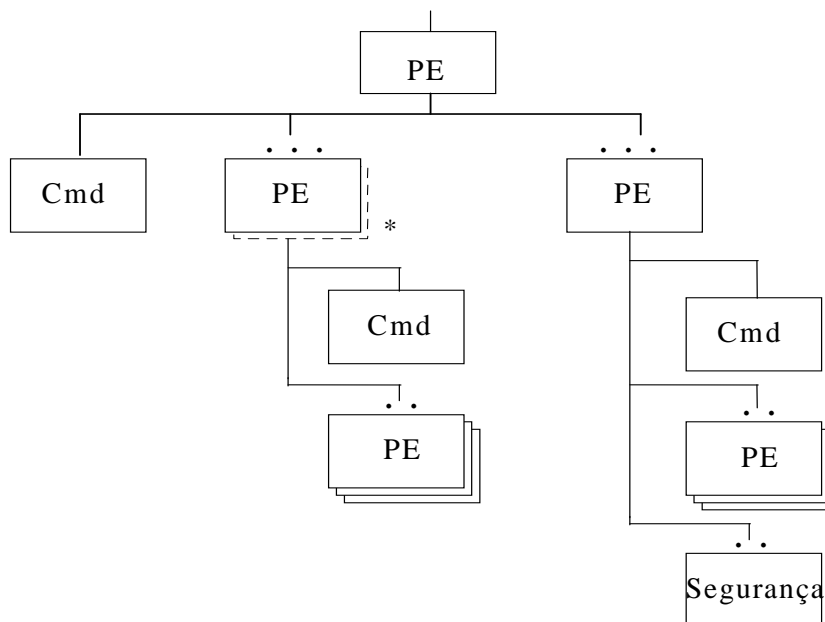 PE
. . .
. . .
Cmd
PE
PE
*
Cmd
Cmd
. .
. .
PE
PE
. .
Segurança